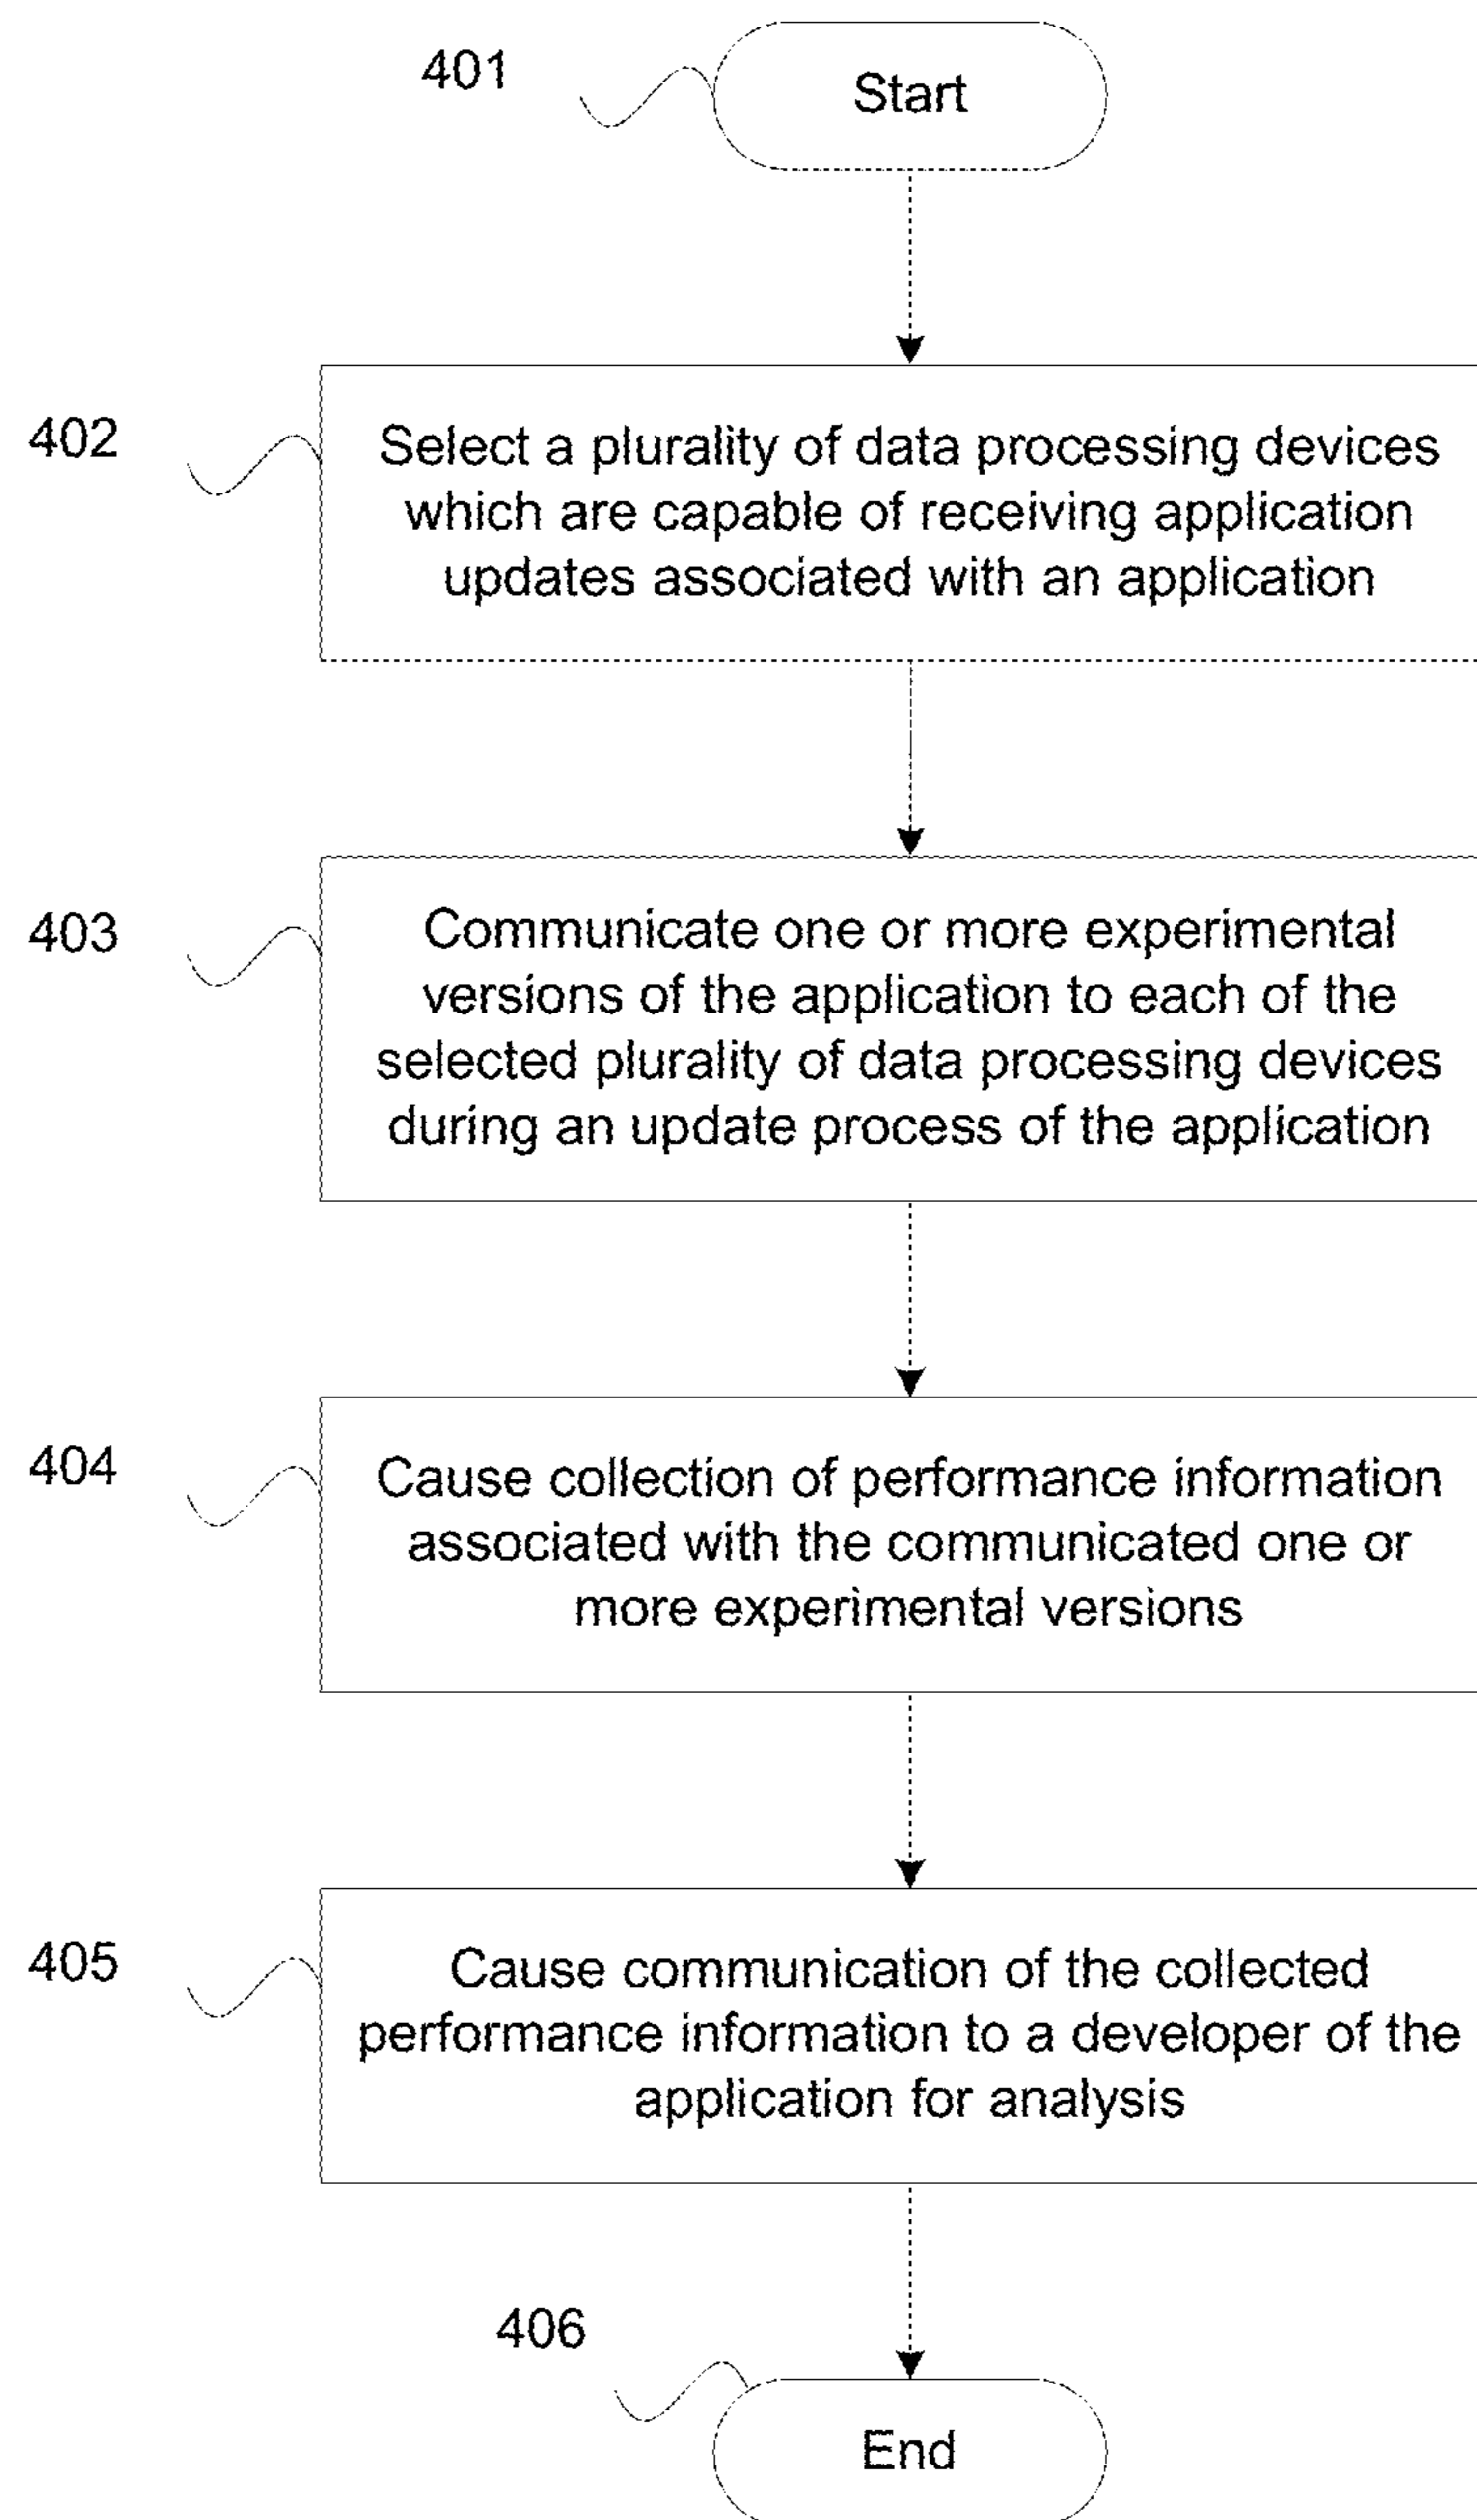 401
Start
402
Select a plurality of data processing devices
which are capable of receiving application
updates associated with an application
403
Communicate one or more experimental
versions of the application to each of the
selected plurality of data processing devices
during an update process of the application
404
Cause collection of performance information
associated with the communicated one or
more experimental versions
405
Cause communication of the collected
performance information to a developer of the
application for analysis
406
End